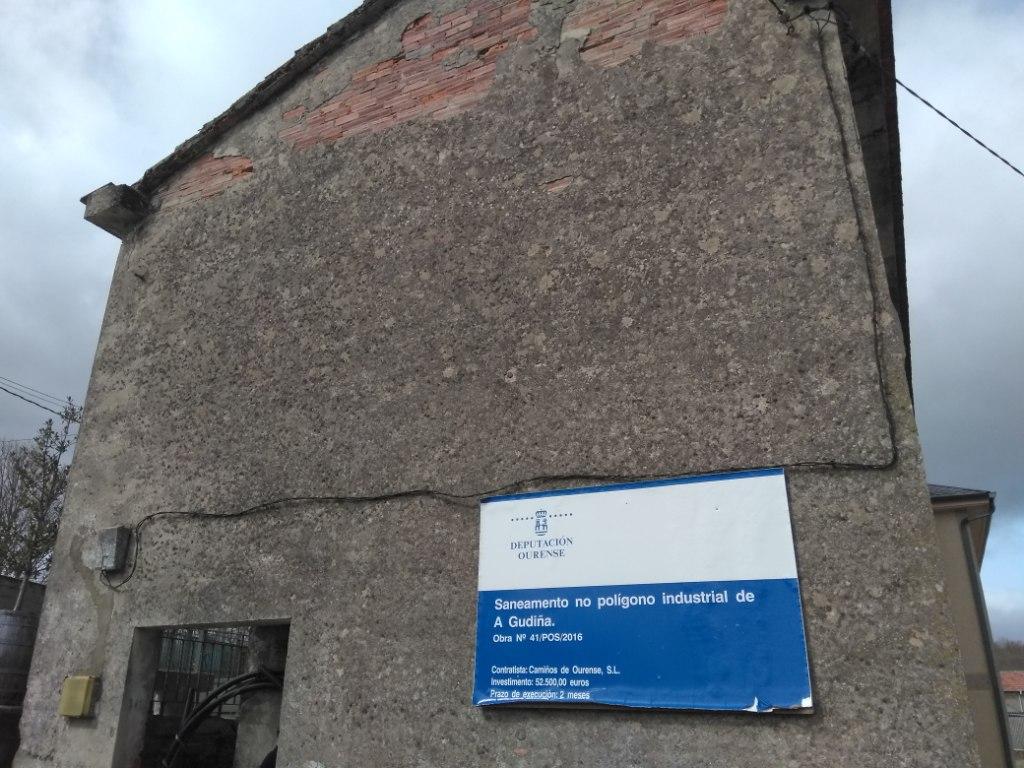 DEPUTACIÓN
OURENSE
Saneamento no polígono industrial de
A Gudiña.
Obra Nº 41/POS/2016
Contratista: Camiños de Ourense, S.L.
Investimento: 52.500,00 euros
Prazo de execución: 2 meses